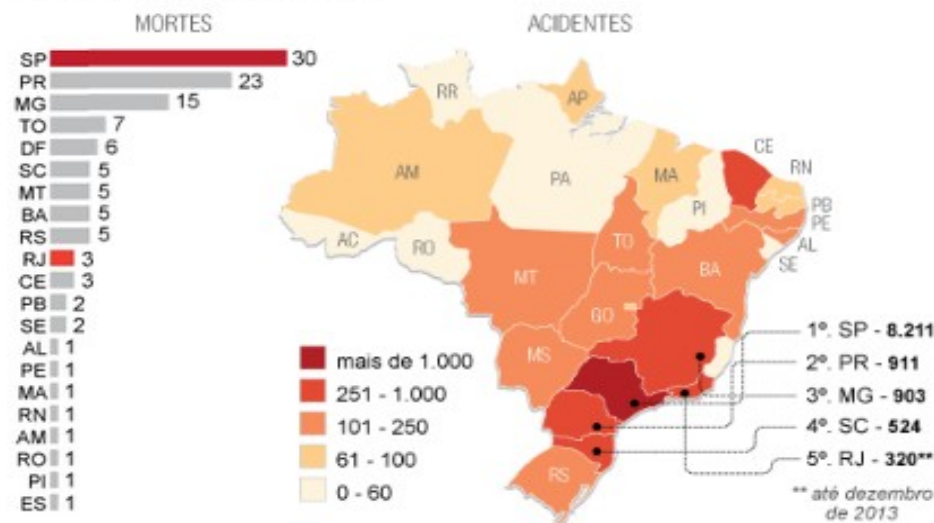 MORTES
SP 30
PR 23
MG 15
TO 7
DF 6
SC 5
MT 5
BA 5
RS 5
RJ 3
CE 3
PB 2
SE 2
AL 1
PE 1
MA 1
RN 1
AM 1
RO 1
PI 1
ES 1
ACIDENTES
RR
AP
AM
PA
MA
CE
RN
PB
PE
AL
SE
PI
AC
RO
TO
BA
MT
GO
MS
RS
mais de 1.000
251 - 1.000
101 - 250
61 - 100
0 - 60
1º. SP - 8.211
2º. PR - 911
3º. MG - 903
4º. SC - 524
5º. RJ - 320**
** até dezembro
de 2013